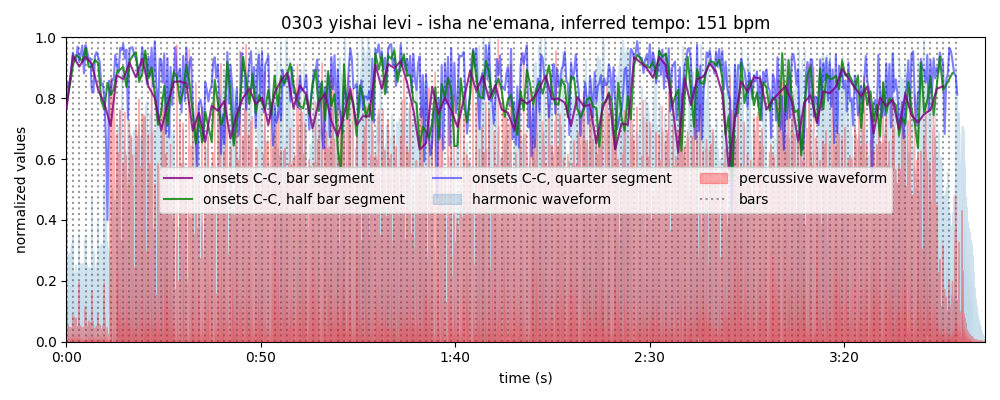 0303 yishai levi - isha ne'emana, inferred tempo: 151 bpm
normalized values
1.0
0.8
0.6
0.4
0.2
0.0
onsets C-C, bar segment
onsets C-C, half bar segment
onsets C-C, quarter segment
harmonic waveform
percussive waveform
bars
0:00 0:50 1:40 2:30 3:20
time (s)